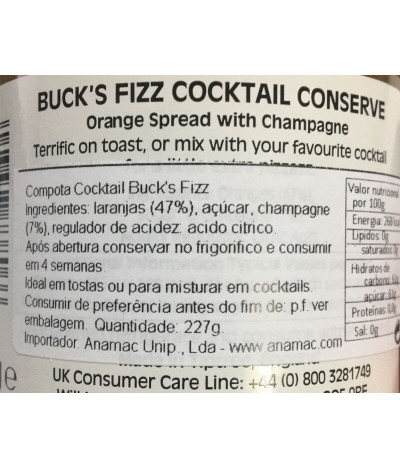 BUCK'S FIZZ COCKTAIL CONSERVE
Orange Spread with Champagne
Terrific on toast, or mix with your favourite cocktail
Compota Cocktail Buck's Fizz
Ingredientes: laranjas (47%), açúcar, champagne
(7%), regulador de acidez acido citrico.
Após abertura conservar no frigorifico e consumir
em 4 semanas
Ideal em tostas ou para misturar em cocktails.
Consumir de preferência antes do fim de: p.f. ver
embalagem. Quantidade: 227g.
Importador: Anamac Unip., Lda - www.anamac.com
Valor nutricional
por 100g
Energia: 268
Lipidos: 0g
saturados:
Hidratos de
carbono:
açúcar:
Proteínas:
Sal: 0g
UK Consumer Care Line: +44 (0) 800 3281749